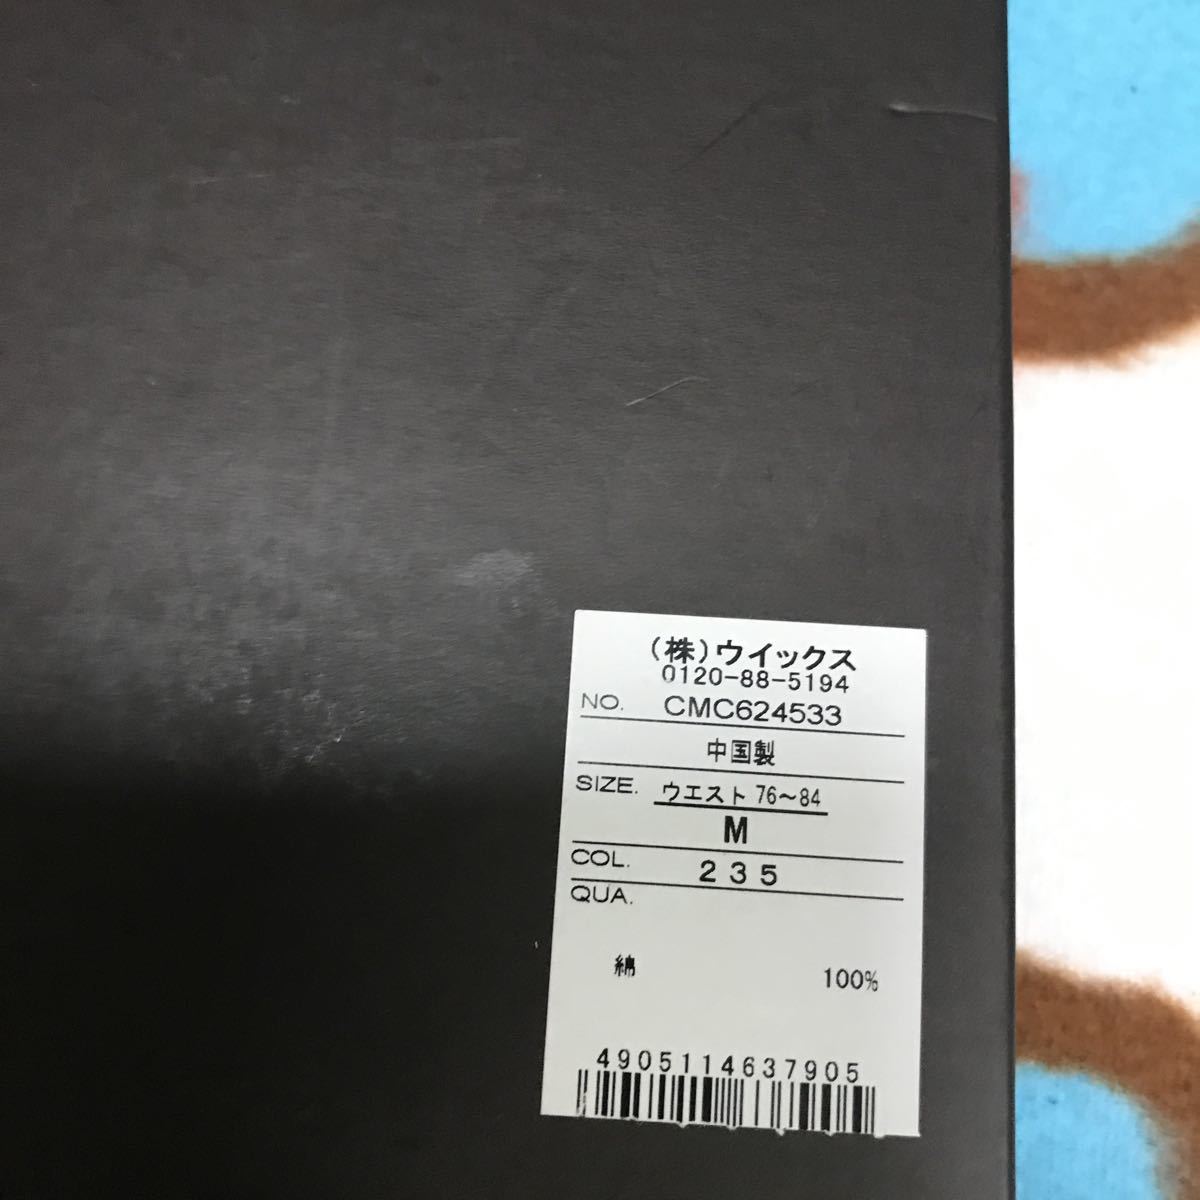 (株)ウイックス
0120-88-5194
NO. CMC624533
中国製
SIZE. ウエスト 76～84
M
COL. 235
QUA.
綿 100%
4905114637905